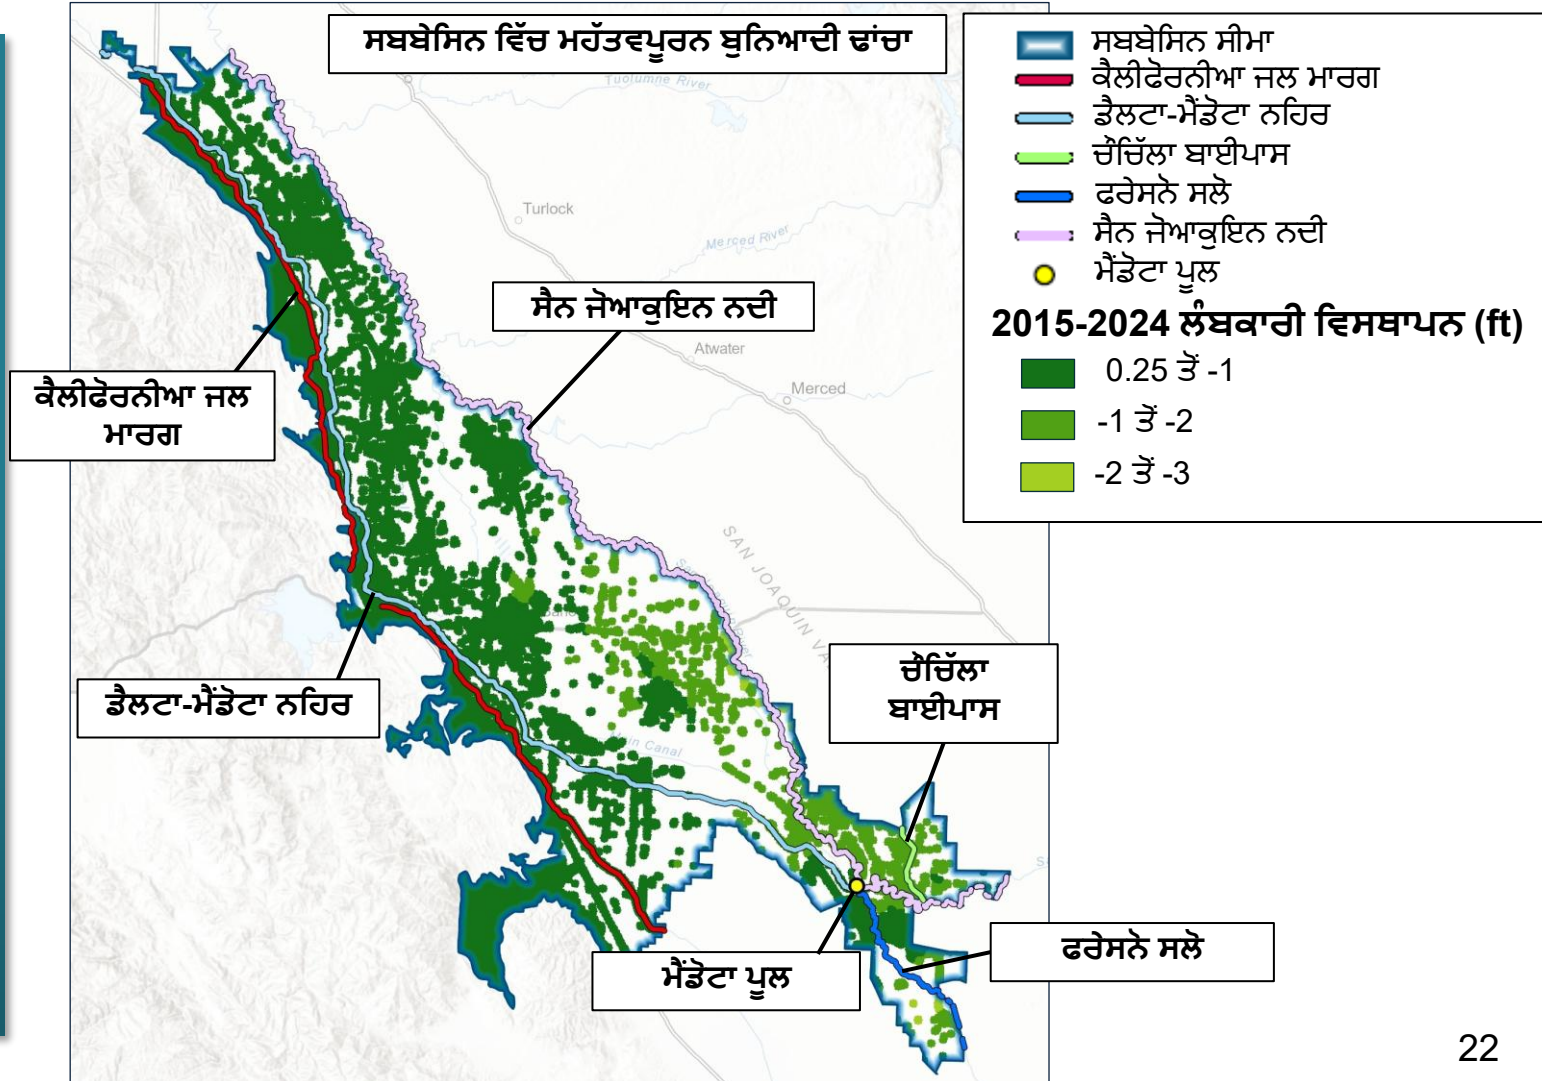 ਸਬਬੇਸਿਨ ਵਿੱਚ ਮਹੱਤਵਪੂਰਨ ਬੁਨਿਆਦੀ ਢਾਂਚਾ
ਸਬਬੇਸਿਨ ਸੀਮਾ
ਕੈਲੀਫੋਰਨੀਆ ਜਲ ਮਾਰਗ
ਡੈਲਟਾ-ਮੈਂਡੋਟਾ ਨਹਿਰ
ਚੌਚਿੱਲਾ ਬਾਈਪਾਸ
ਫਰੇਸਨੋ ਸਲੋ
ਸੈਨ ਜੋਆਕੁਇਨ ਨਦੀ
ਮੈਂਡੋਟਾ ਪੂਲ
2015-2024 ਲੰਬਕਾਰੀ ਵਿਸਥਾਪਨ (ft)
0.25 ਤੋਂ -1
-1 ਤੋਂ -2
-2 ਤੋਂ -3
Tuolumne River
Turlock
Merced River
ਸੈਨ ਜੋਆਕੁਇਨ ਨਦੀ
Atwater
Merced
ਕੈਲੀਫੋਰਨੀਆ ਜਲ
ਮਾਰਗ
SAN JOAQUIN
ਡੈਲਟਾ-ਮੈਂਡੋਟਾ ਨਹਿਰ
ਚੌਚਿੱਲਾ
ਬਾਈਪਾਸ
Main Canal
ਮੈਂਡੋਟਾ ਪੂਲ
ਫਰੇਸਨੋ ਸਲੋ
22